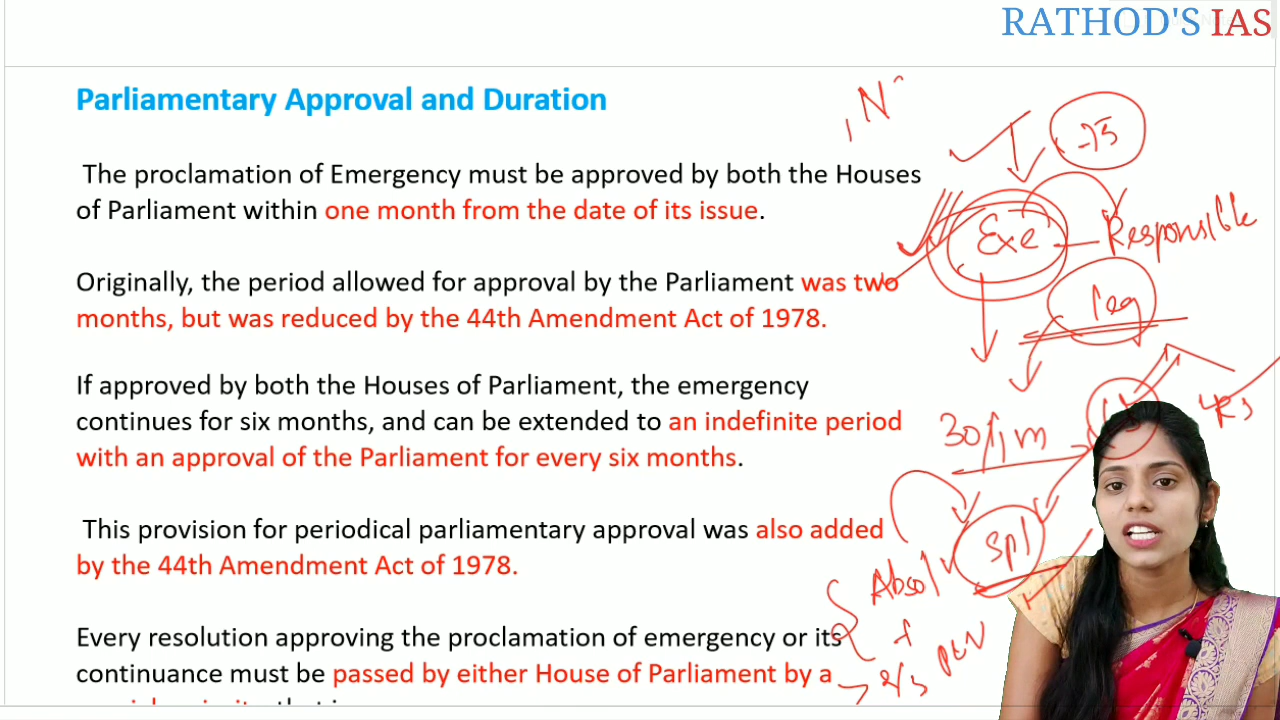 RATHOD'S IAS
Parliamentary Approval and Duration
The proclamation of Emergency must be approved by both the Houses
of Parliament within one month from the date of its issue.
Originally, the period allowed for approval by the Parliament was two
months, but was reduced by the 44th Amendment Act of 1978.
If approved by both the Houses of Parliament, the emergency
continues for six months, and can be extended to an indefinite period
with an approval of the Parliament for every six months.
This provision for periodical parliamentary approval was also added
by the 44th Amendment Act of 1978.
Every resolution approving the proclamation of emergency or its
continuance must be passed by either House of Parliament by a
N
Exe
Responsible
leg
Spl
Absol
+